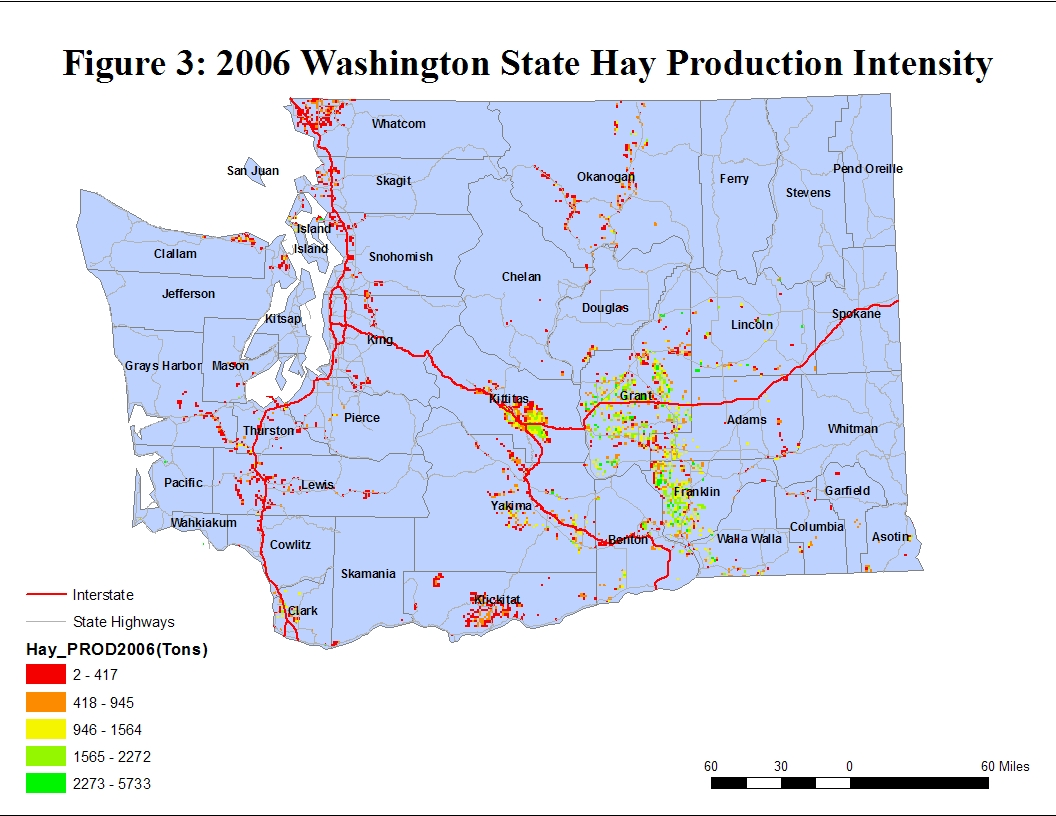 Figure 3: 2006 Washington State Hay Production Intensity
Whatcom
San Juan
Skagit
Okanogan
Ferry
Pend Oreille
Stevens
Island
Island
Clallam
Snohomish
Chelan
Jefferson
Douglas
Kitsap
Lincoln
Spokane
King
Grays Harbor
Mason
Kittitas
Grant
Pierce
Adams
Thurston
Whitman
Pacific
Lewis
Franklin
Garfield
Yakima
Wahkiakum
Columbia
Benton
Walla Walla
Asotin
Cowlitz
Skamania
Klickitat
Clark
Interstate
State Highways
Hay_PROD2006(Tons)
2 - 417
418 - 945
946 - 1564
1565 - 2272
2273 - 5733
60 30 0 60 Miles